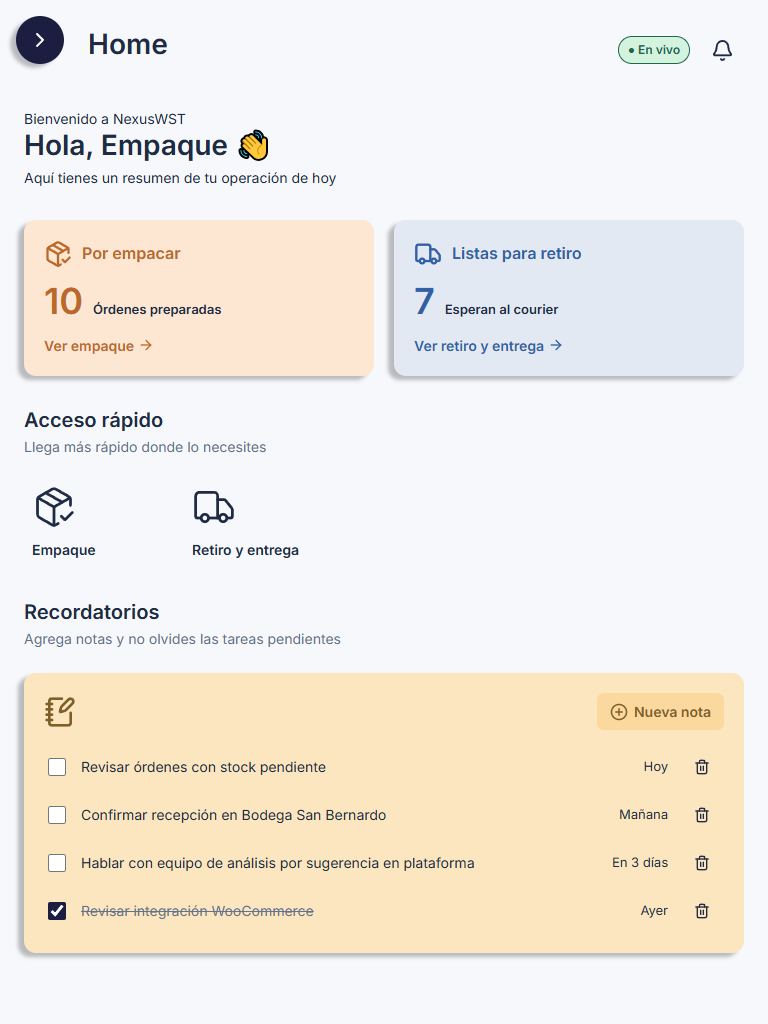 Home
● En vivo
Bienvenido a NexusWST
Hola, Empaque 👋
Aquí tienes un resumen de tu operación de hoy
Por empacar
10 Órdenes preparadas
Ver empaque →
Listas para retiro
7 Esperan al courier
Ver retiro y entrega →
Acceso rápido
Llega más rápido donde lo necesites
Empaque
Retiro y entrega
Recordatorios
Agrega notas y no olvides las tareas pendientes
Nueva nota
Revisar órdenes con stock pendiente Hoy
Confirmar recepción en Bodega San Bernardo Mañana
Hablar con equipo de análisis por sugerencia en plataforma En 3 días
Revisar integración WooCommerce Ayer